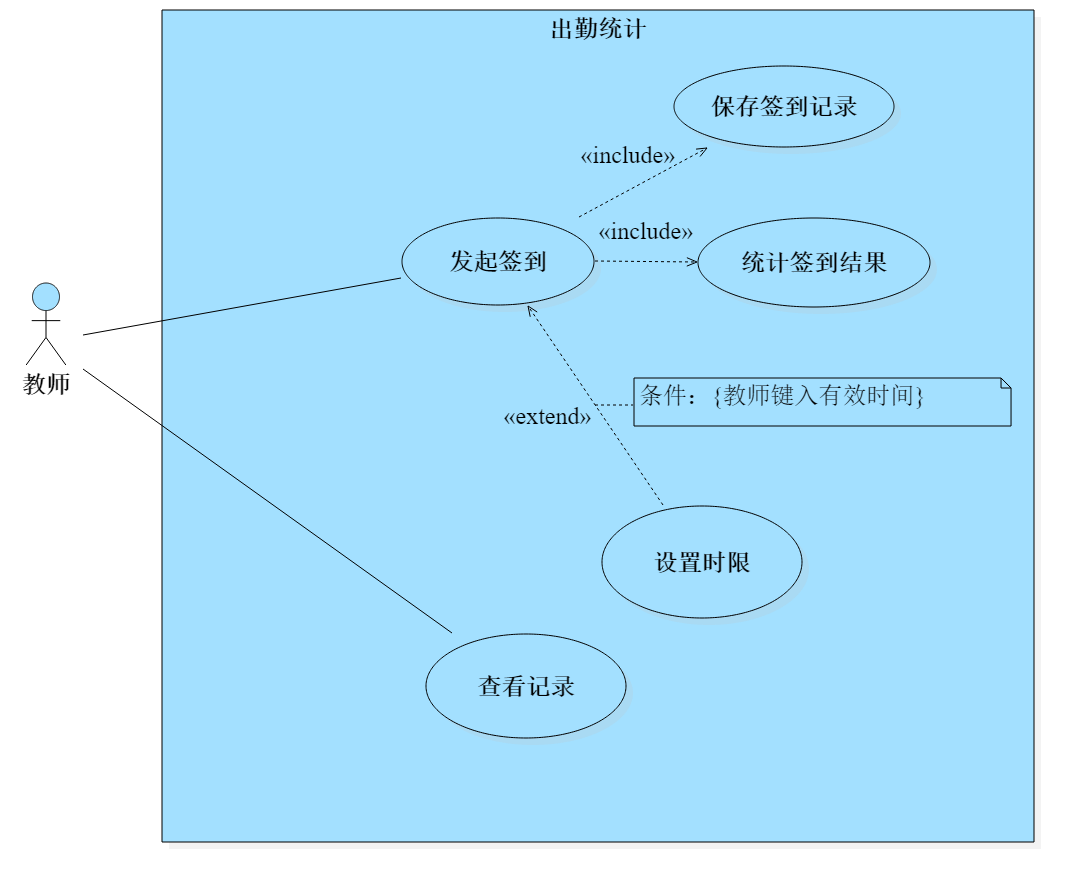 出勤统计
保存签到记录
«include»
«include»
发起签到
统计签到结果
教师
条件：{教师键入有效时间}
«extend»
设置时限
查看记录